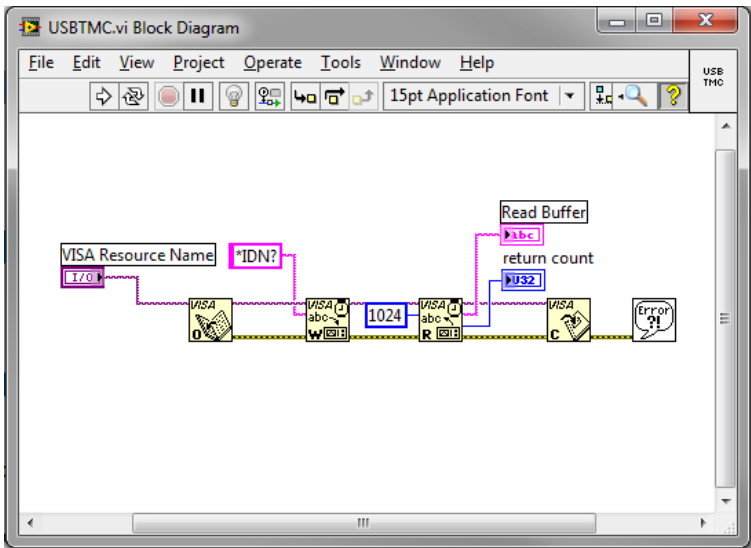 USBTMC.vi Block Diagram
File Edit View Project Operate Tools Window Help
USB
TMC
15pt Application Font
?
Read Buffer
abc
return count
U32
VISA Resource Name
I/O
*IDN?
VISA
O
VISA
abc
W
1024
VISA
abc
R
VISA
C
Error
?!